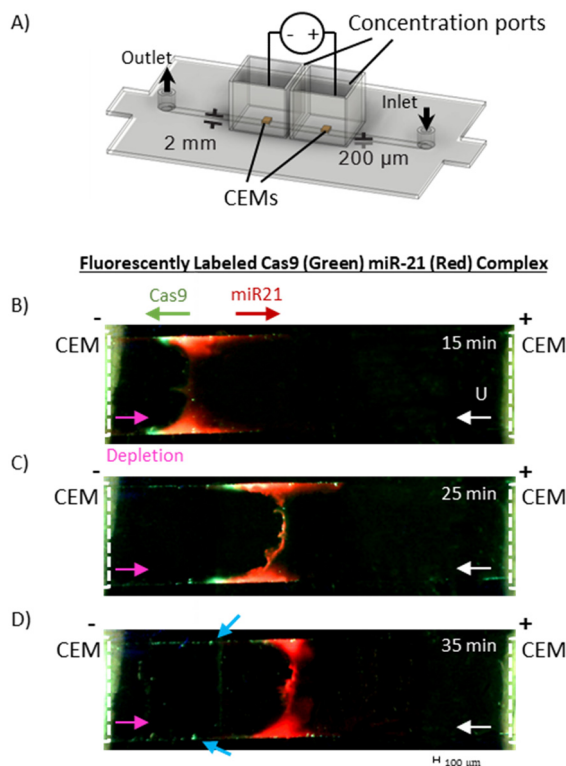 A)
- +
Concentration ports
Outlet
Inlet
2 mm
200 µm
CEMs
Fluorescently Labeled Cas9 (Green) miR-21 (Red) Complex
B)
Cas9 miR21
- +
CEM 15 min CEM
U
Depletion
C)
- +
CEM 25 min CEM
D)
- +
CEM 35 min CEM
100 µm